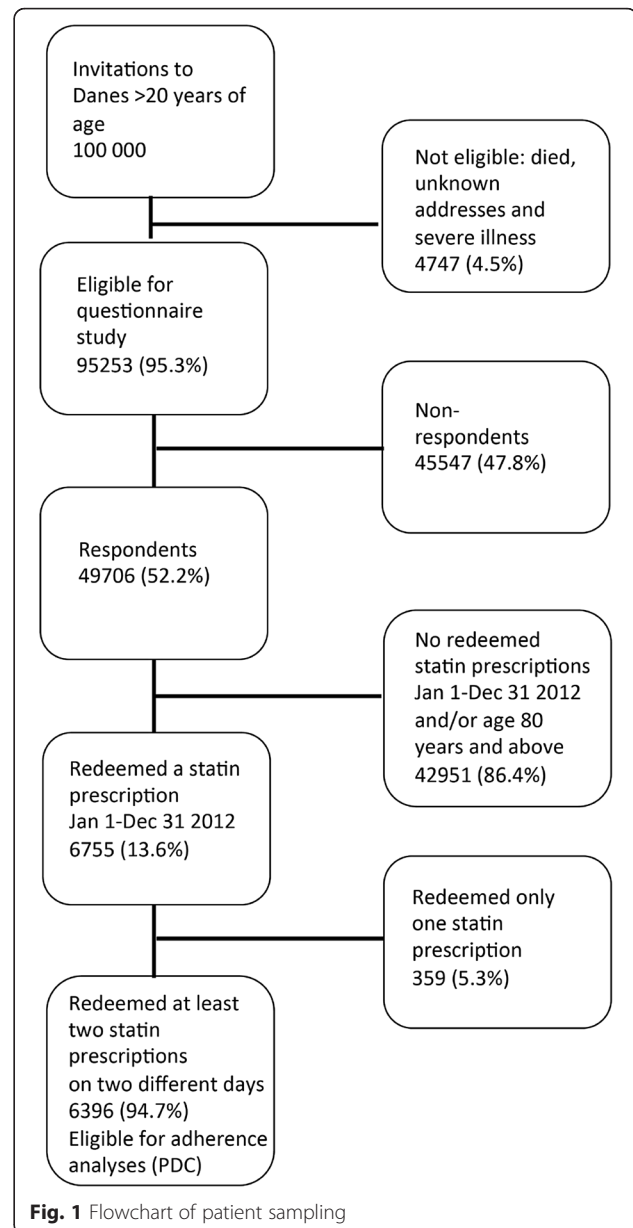 Invitations to
Danes >20 years of
age
100 000
Not eligible: died,
unknown
addresses and
severe illness
4747 (4.5%)
Eligible for
questionnaire
study
95253 (95.3%)
Non-
respondents
45547 (47.8%)
Respondents
49706 (52.2%)
No redeemed
statin prescriptions
Jan 1-Dec 31 2012
and/or age 80
years and above
42951 (86.4%)
Redeemed a statin
prescription
Jan 1-Dec 31 2012
6755 (13.6%)
Redeemed only
one statin
prescription
359 (5.3%)
Redeemed at least
two statin
prescriptions
on two different days
6396 (94.7%)
Eligible for adherence
analyses (PDC)
Fig. 1 Flowchart of patient sampling